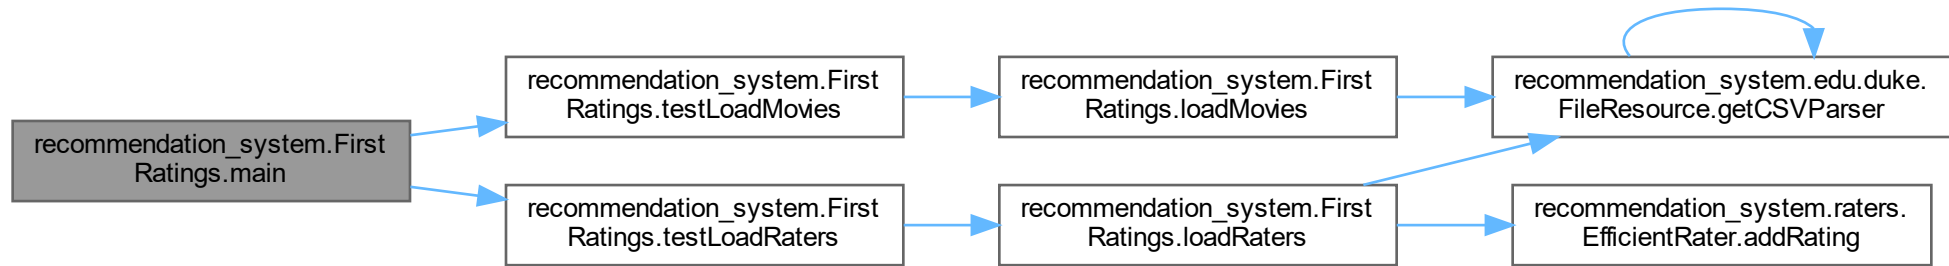 recommendation_system.First
Ratings.main
recommendation_system.First
Ratings.testLoadMovies
recommendation_system.First
Ratings.loadMovies
recommendation_system.edu.duke.
FileResource.getCSVParser
recommendation_system.First
Ratings.testLoadRaters
recommendation_system.First
Ratings.loadRaters
recommendation_system.raters.
EfficientRater.addRating